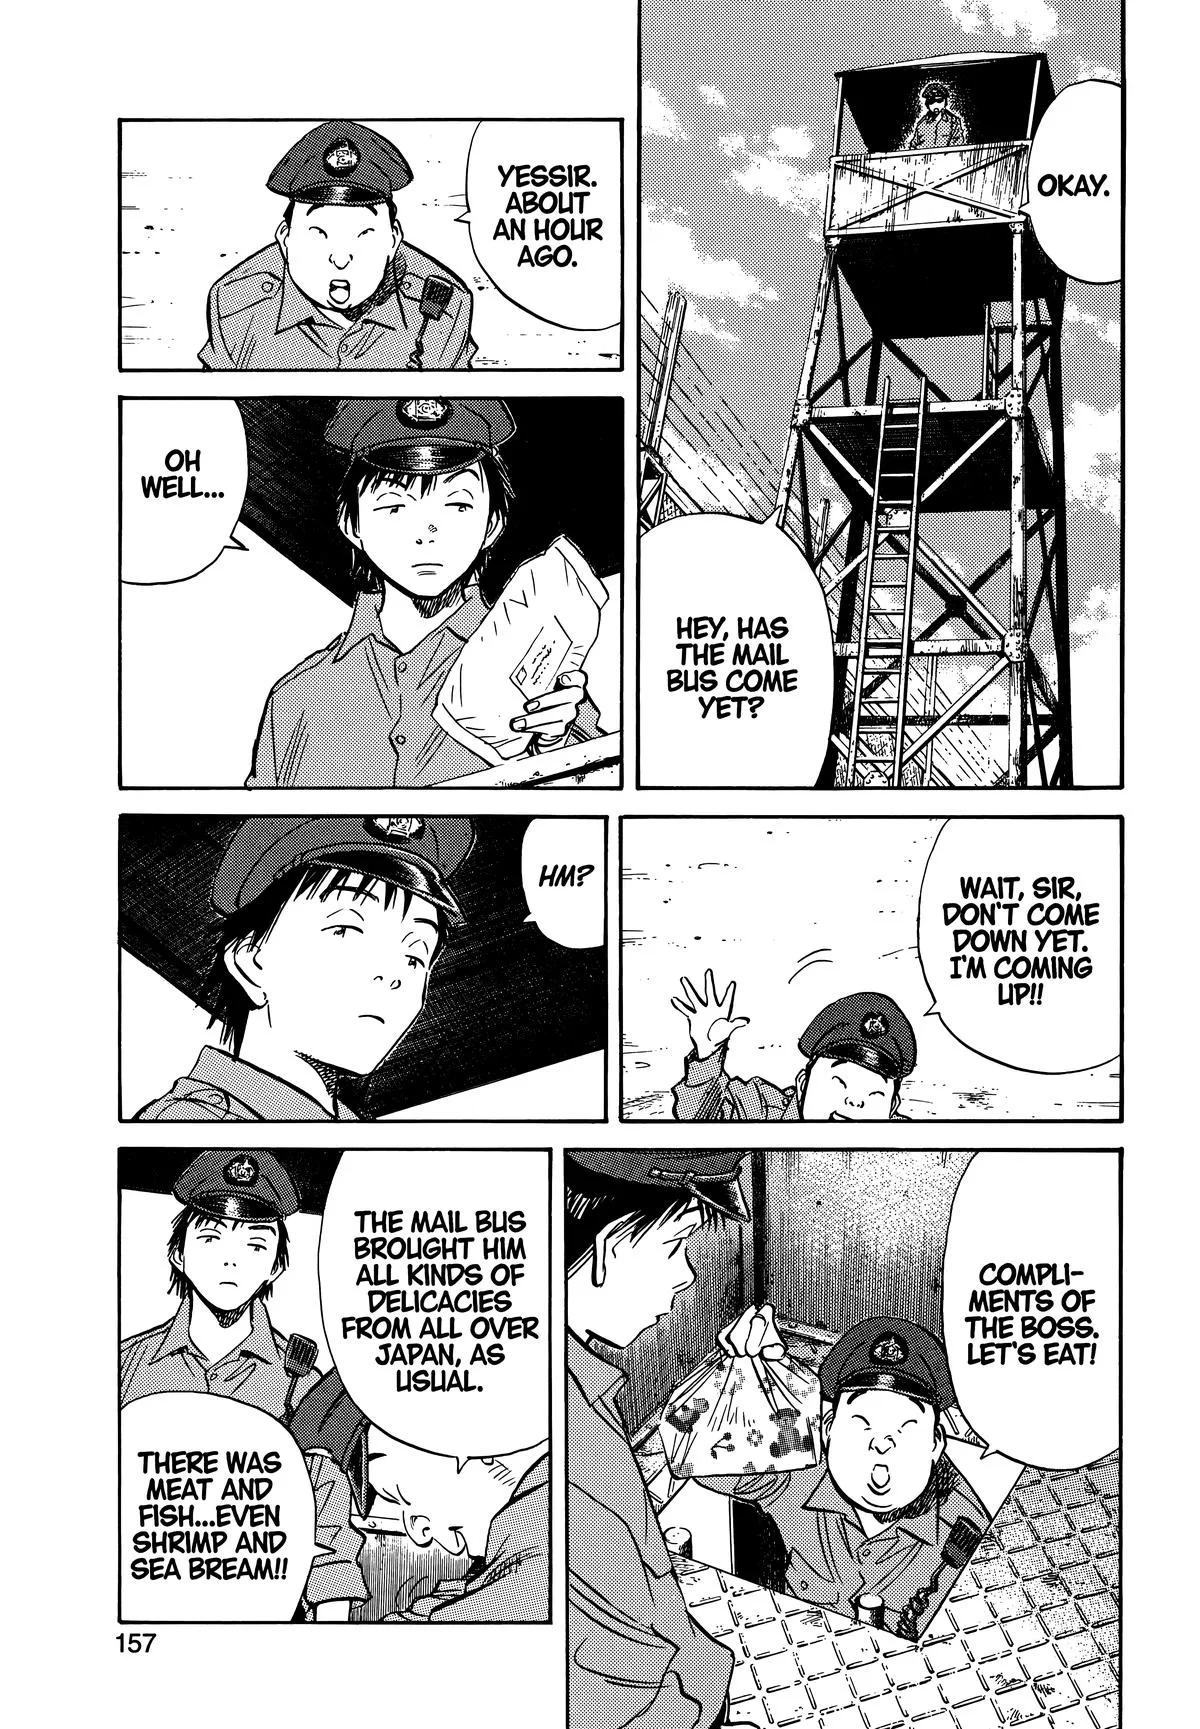 OKAY.
HEY, HAS
THE MAIL
BUS COME
YET?
YESSIR.
ABOUT
AN HOUR
AGO.
OH
WELL...
WAIT, SIR,
DON'T COME
DOWN YET.
I'M COMING
UP!!
HM?
COMPLI-
MENTS OF
THE BOSS.
LET'S EAT!
THE MAIL BUS
BROUGHT HIM
ALL KINDS OF
DELICACIES
FROM ALL OVER
JAPAN, AS
USUAL.
THERE WAS
MEAT AND
FISH...EVEN
SHRIMP AND
SEA BREAM!!
157